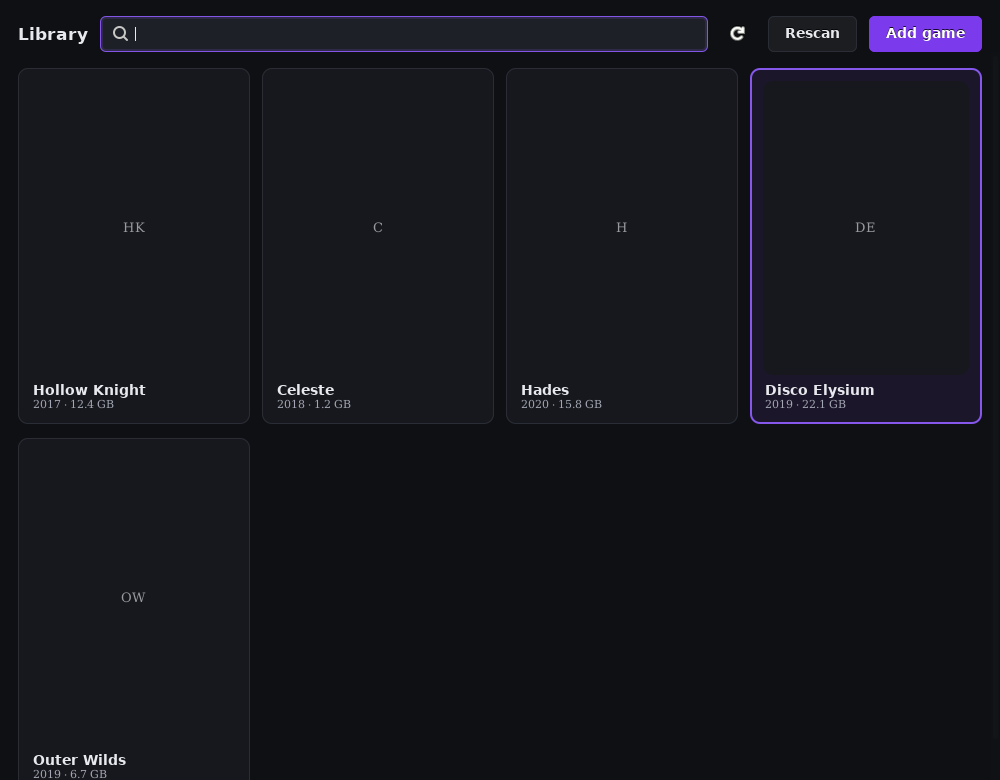 Library
Rescan
Add game
HK
Hollow Knight
2017 · 12.4 GB
C
Celeste
2018 · 1.2 GB
H
Hades
2020 · 15.8 GB
DE
Disco Elysium
2019 · 22.1 GB
OW
Outer Wilds
2019 · 6.7 GB